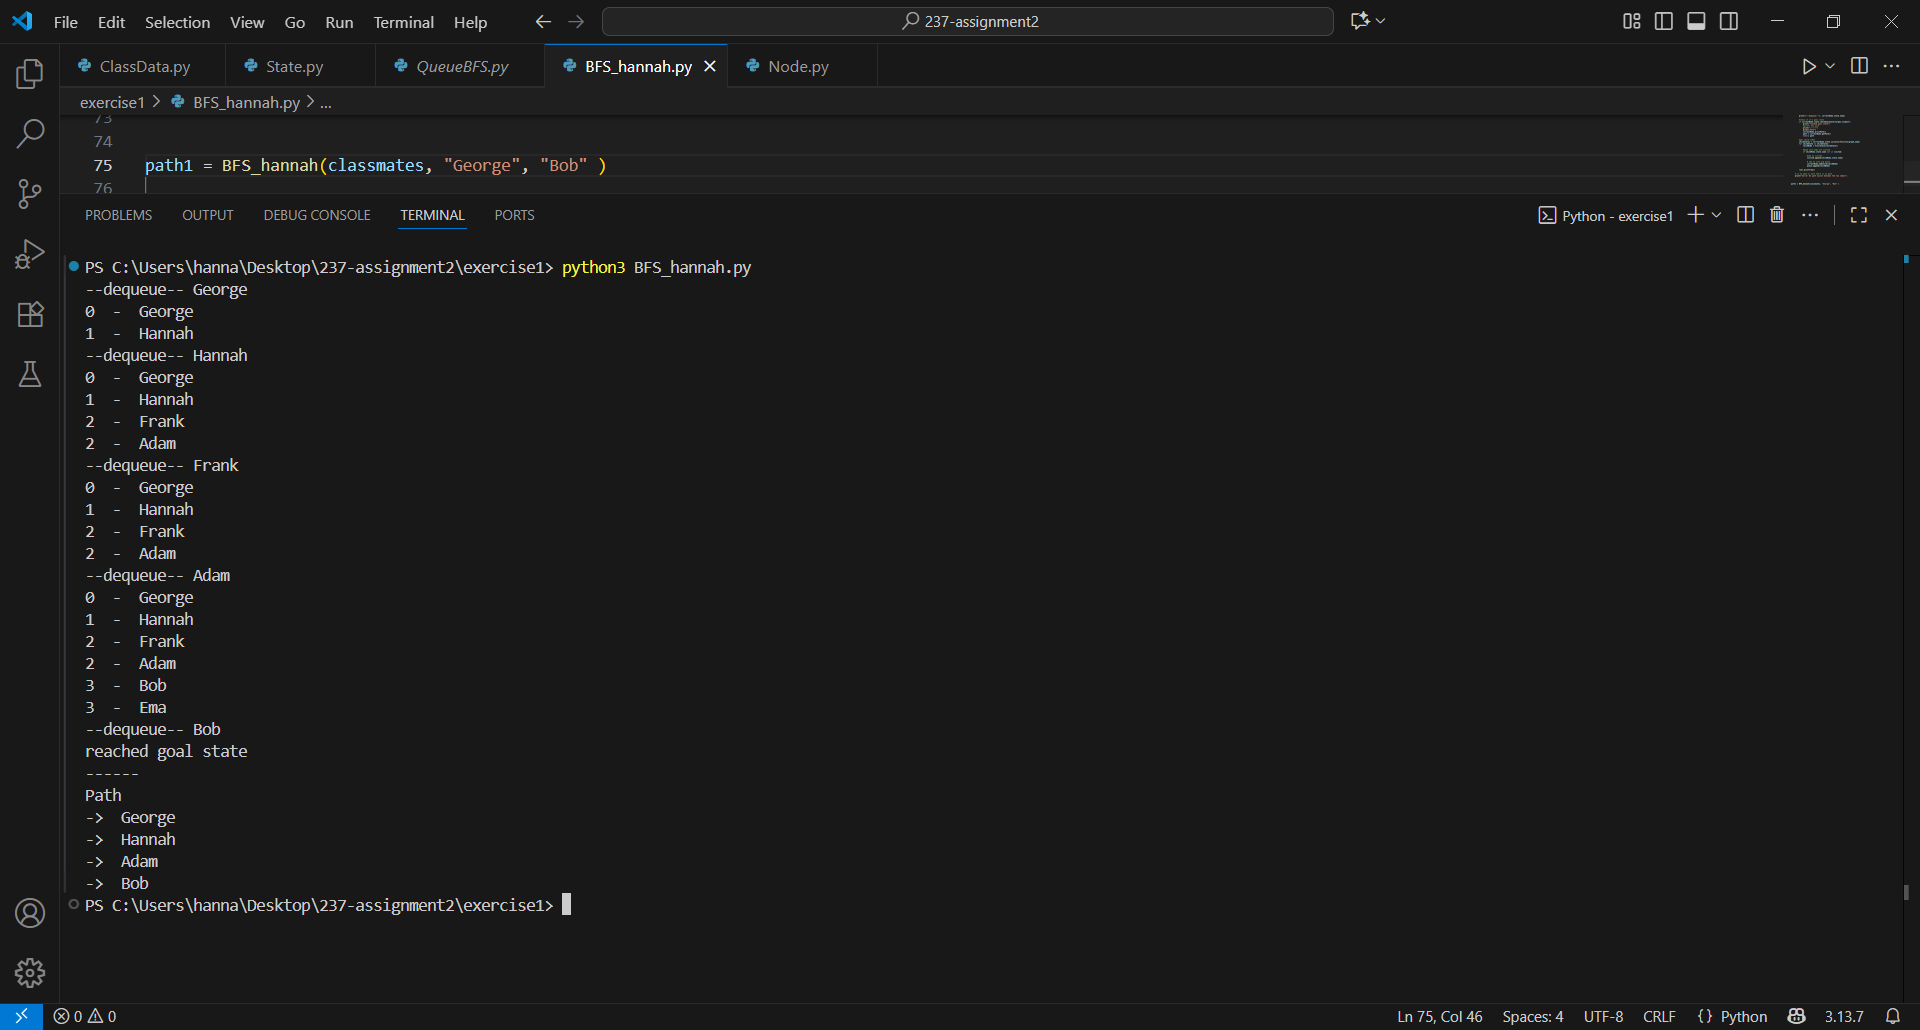 File Edit Selection View Go Run Terminal Help
237-assignment2
ClassData.py State.py QueueBFS.py BFS_hannah.py Node.py
exercise1 > BFS_hannah.py > ...
73
74
75 path1 = BFS_hannah(classmates, "George", "Bob" )
76
PROBLEMS OUTPUT DEBUG CONSOLE TERMINAL PORTS
Python - exercise1
PS C:\Users\hanna\Desktop\237-assignment2\exercise1> python3 BFS_hannah.py
--dequeue-- George
0 - George
1 - Hannah
--dequeue-- Hannah
0 - George
1 - Hannah
2 - Frank
2 - Adam
--dequeue-- Frank
0 - George
1 - Hannah
2 - Frank
2 - Adam
--dequeue-- Adam
0 - George
1 - Hannah
2 - Frank
2 - Adam
3 - Bob
3 - Ema
--dequeue-- Bob
reached goal state
------
Path
-> George
-> Hannah
-> Adam
-> Bob
PS C:\Users\hanna\Desktop\237-assignment2\exercise1>
0 0 Ln 75, Col 46 Spaces: 4 UTF-8 CRLF {} Python 3.13.7